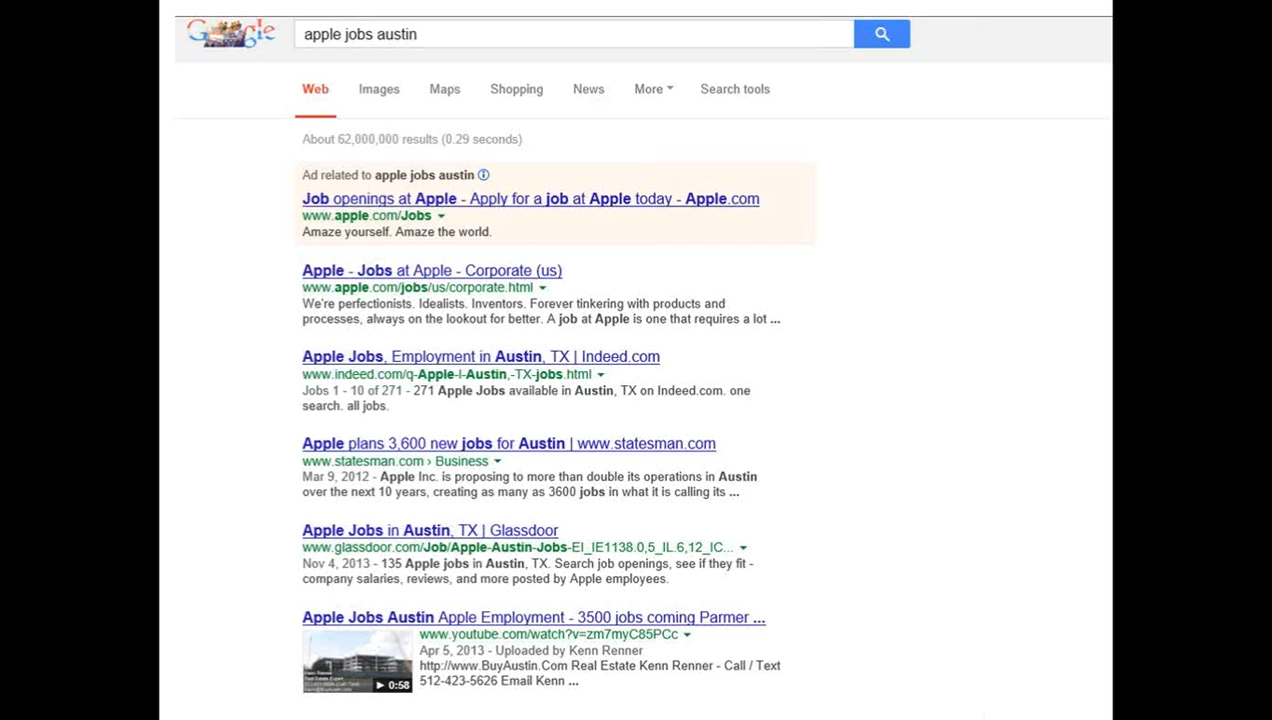 Google
apple jobs austin
Web Images Maps Shopping News More Search tools
About 62,000,000 results (0.29 seconds)
Ad related to apple jobs austin
Job openings at Apple - Apply for a job at Apple today - Apple.com
www.apple.com/Jobs
Amaze yourself. Amaze the world.
Apple - Jobs at Apple - Corporate (us)
www.apple.com/jobs/us/corporate.html
We're perfectionists. Idealists. Inventors. Forever tinkering with products and
processes, always on the lookout for better. A job at Apple is one that requires a lot ...
Apple Jobs, Employment in Austin, TX | Indeed.com
www.indeed.com/q-Apple-l-Austin,-TX-jobs.html
Jobs 1 - 10 of 271 - 271 Apple Jobs available in Austin, TX on Indeed.com. one
search. all jobs.
Apple plans 3,600 new jobs for Austin | www.statesman.com
www.statesman.com › Business
Mar 9, 2012 - Apple Inc. is proposing to more than double its operations in Austin
over the next 10 years, creating as many as 3600 jobs in what it is calling its ...
Apple Jobs in Austin, TX | Glassdoor
www.glassdoor.com/Job/Apple-Austin-Jobs-EI_IE1138.0,5_IL.6,12_IC...
Nov 4, 2013 - 135 Apple jobs in Austin, TX. Search job openings, see if they fit -
company salaries, reviews, and more posted by Apple employees.
Apple Jobs Austin Apple Employment - 3500 jobs coming Parmer ...
www.youtube.com/watch?v=zm7myC85PCc
Apr 5, 2013 - Uploaded by Kenn Renner
http://www.BuyAustin.Com Real Estate Kenn Renner - Call / Text
512-423-5626 Email Kenn ...
0:58